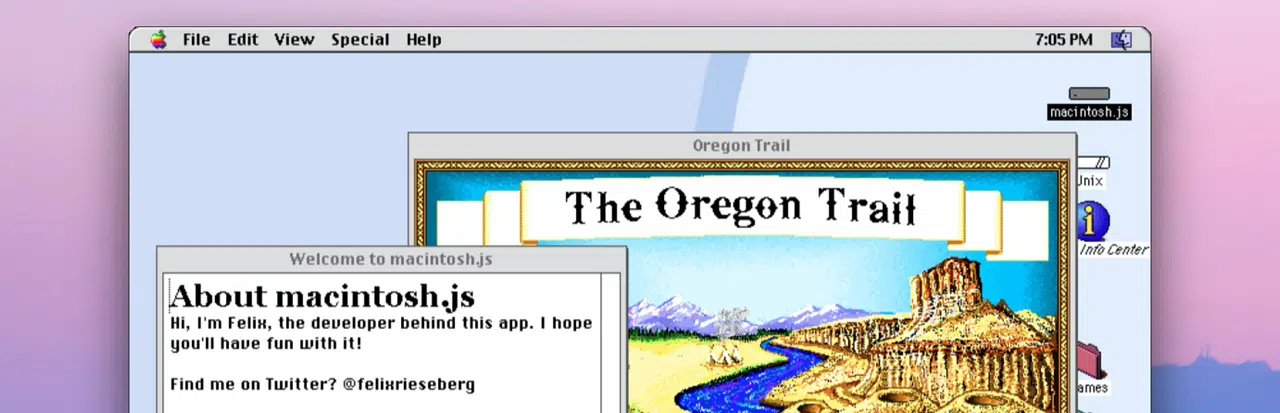 File Edit View Special Help 7:05 PM
macintosh.js
Oregon Trail
Unix
The Oregon Trail
Info Center
Welcome to macintosh.js
About macintosh.js
Hi, I'm Felix, the developer behind this app. I hope
you'll have fun with it!
Find me on Twitter? @felixrieseberg
ames